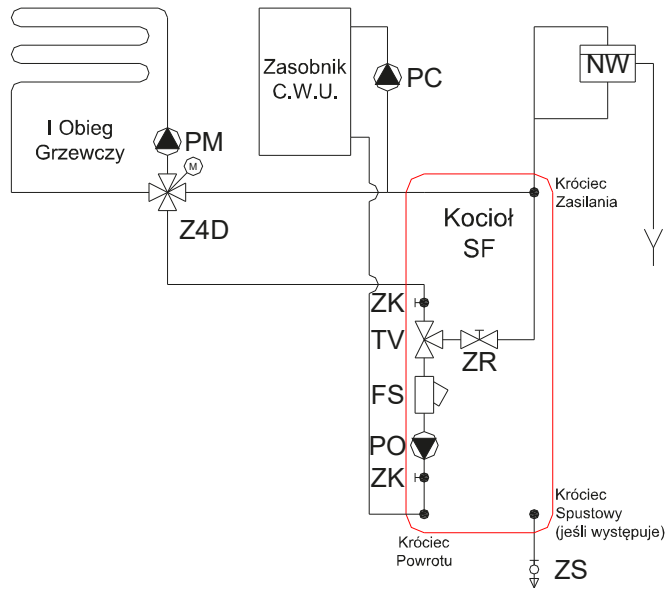 Zasobnik
C.W.U.
PC
NW
I Obieg
Grzewczy
PM
M
Z4D
Króciec
Zasilania
Kocioł
SF
ZK
TV
ZR
FS
PO
ZK
Króciec
Powrotu
Króciec
Spustowy
(jeśli występuje)
ZS